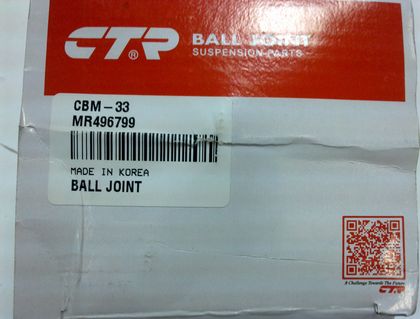 CTR® BALL JOINT
SUSPENSION PARTS
CBM-33
MR496799
MADE IN KOREA
BALL JOINT
A Challenge Towards The Future
CTR